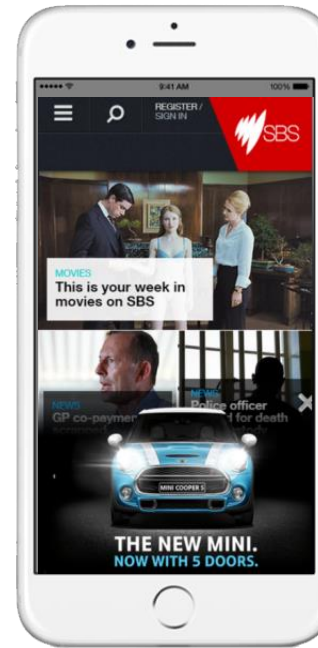 9:41 AM
100%
REGISTER /
SIGN IN
SBS
MOVIES
This is your week in
movies on SBS
NEWS
GP co-paymen
NEWS
Police officer
d for death
ody
MINI COOPER S
THE NEW MINI.
NOW WITH 5 DOORS.